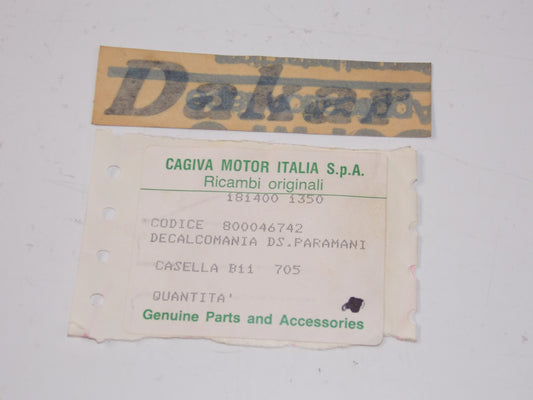 Dakar
CAGIVA MOTOR ITALIA S.p.A.
Ricambi originali
181400 1350
CODICE 800046742
DECALCOMANIA DS.PARAMANI
CASELLA B11 705
QUANTITA'
Genuine Parts and Accessories